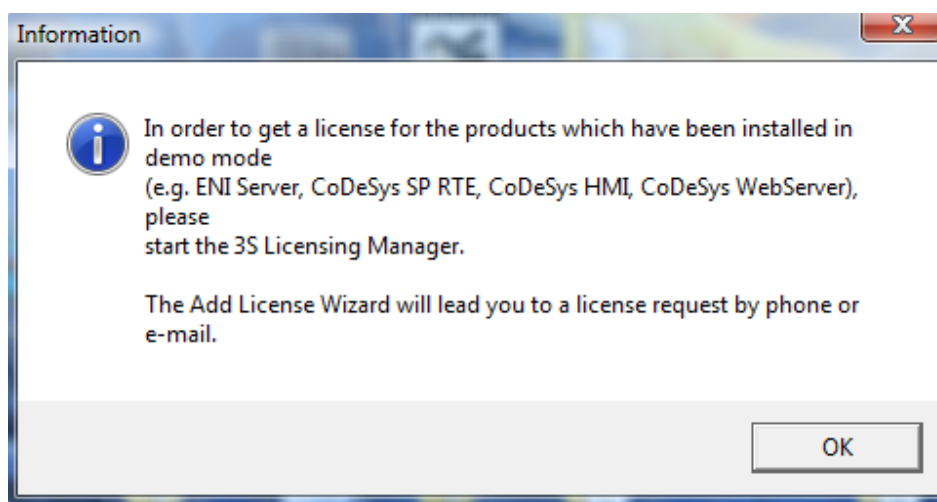 Information
In order to get a license for the products which have been installed in
demo mode
(e.g. ENI Server, CoDeSys SP RTE, CoDeSys HMI, CoDeSys WebServer),
please
start the 3S Licensing Manager.
The Add License Wizard will lead you to a license request by phone or
e-mail.
OK